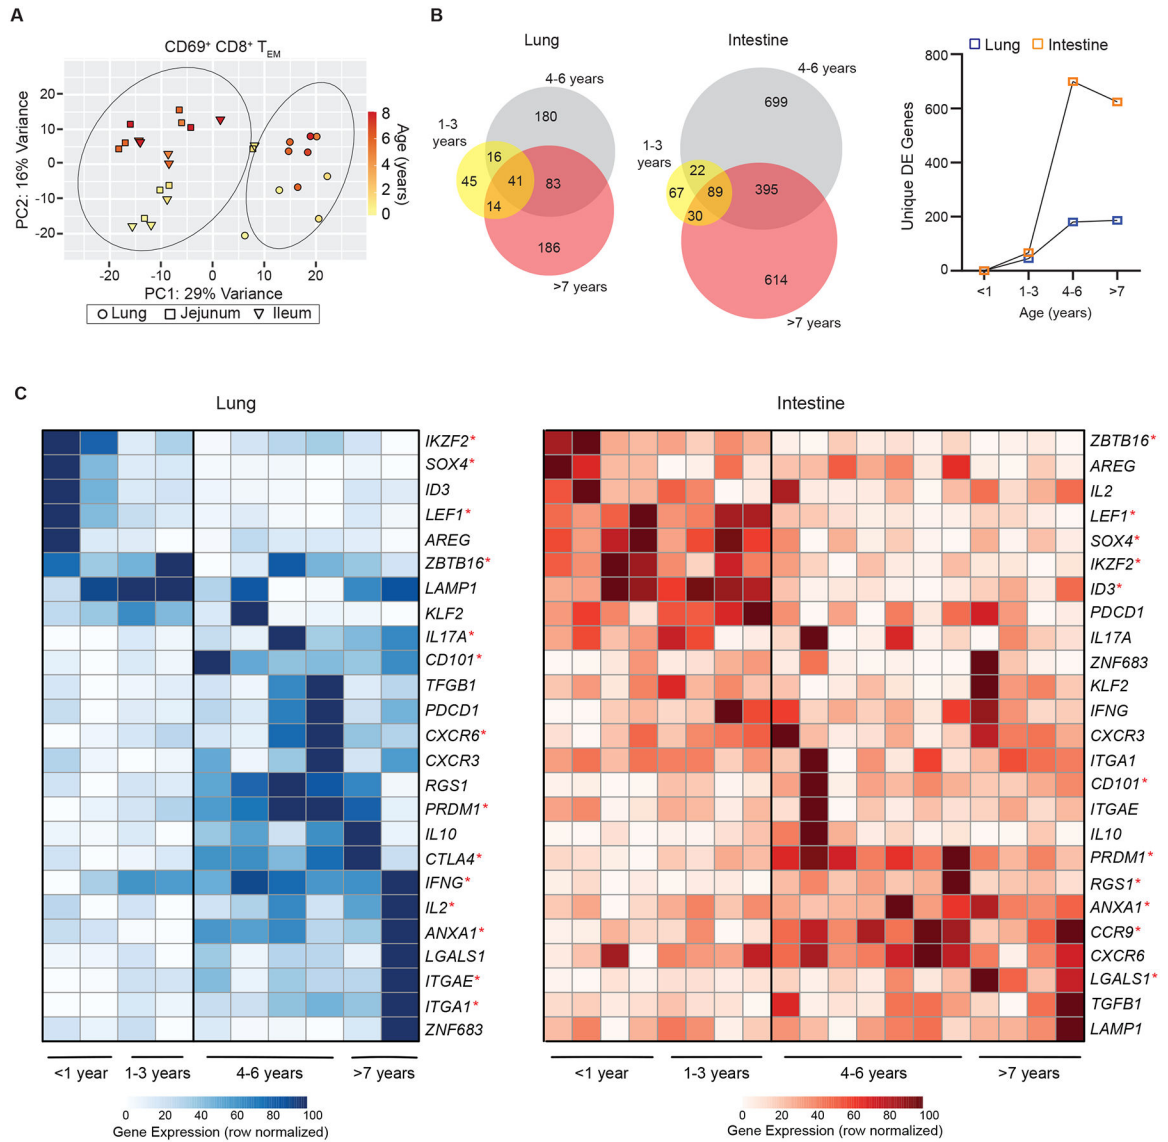 A
CD69+ CD8+ TEM
20
10
0
-10
-20
PC2: 16% Variance
-20
-10
0
10
20
PC1: 29% Variance
Lung
Jejunum
Ileum
8
6
4
2
0
Age (years)
B
Lung
4-6 years
180
1-3
years
16
45
41
83
14
186
>7 years
Intestine
4-6 years
699
1-3
years
22
67
89
395
30
614
>7 years
Lung
Intestine
800
600
400
200
0
Unique DE Genes
<1
1-3
4-6
>7
Age (years)
C
Lung
IKZF2*
SOX4*
ID3
LEF1*
AREG
ZBTB16*
LAMP1
KLF2
IL17A*
CD101*
TFGB1
PDCD1
CXCR6*
CXCR3
RGS1
PRDM1*
IL10
CTLA4*
IFNG*
IL2*
ANXA1*
LGALS1
ITGAE*
ITGA1*
ZNF683
<1 year
1-3 years
4-6 years
>7 years
0 20 40 60 80 100
Gene Expression (row normalized)
Intestine
ZBTB16*
AREG
IL2
LEF1*
SOX4*
IKZF2*
ID3*
PDCD1
IL17A
ZNF683
KLF2
IFNG
CXCR3
ITGA1
CD101*
ITGAE
IL10
PRDM1*
RGS1*
ANXA1*
CCR9*
CXCR6
LGALS1*
TGFB1
LAMP1
<1 year
1-3 years
4-6 years
>7 years
0 20 40 60 80 100
Gene Expression (row normalized)